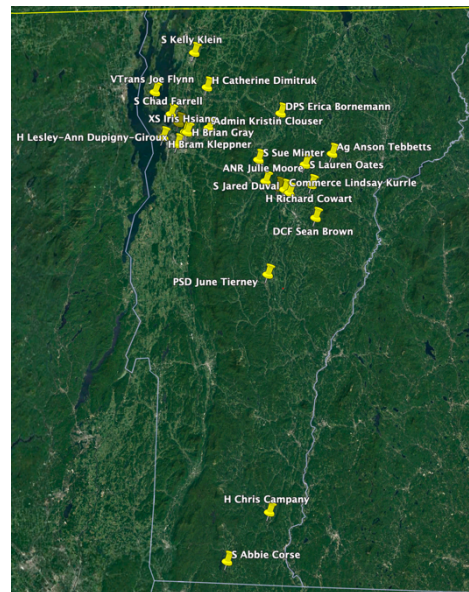 S Kelly Klein
VTrans Joe Flynn
H Catherine Dimitruk
S Chad Farrell
DPS Erica Bornemann
XS Iris Hsiang
Admin Kristin Clouser
H Lesley-Ann Dupigny-Giroux
H Brian Gray
H Bram Kleppner
S Sue Minter
Ag Anson Tebbetts
S Lauren Oates
ANR Julie Moore
S Jared Duval
Commerce Lindsay Kurrle
H Richard Cowart
DCF Sean Brown
PSD June Tierney
H Chris Campany
S Abbie Corse